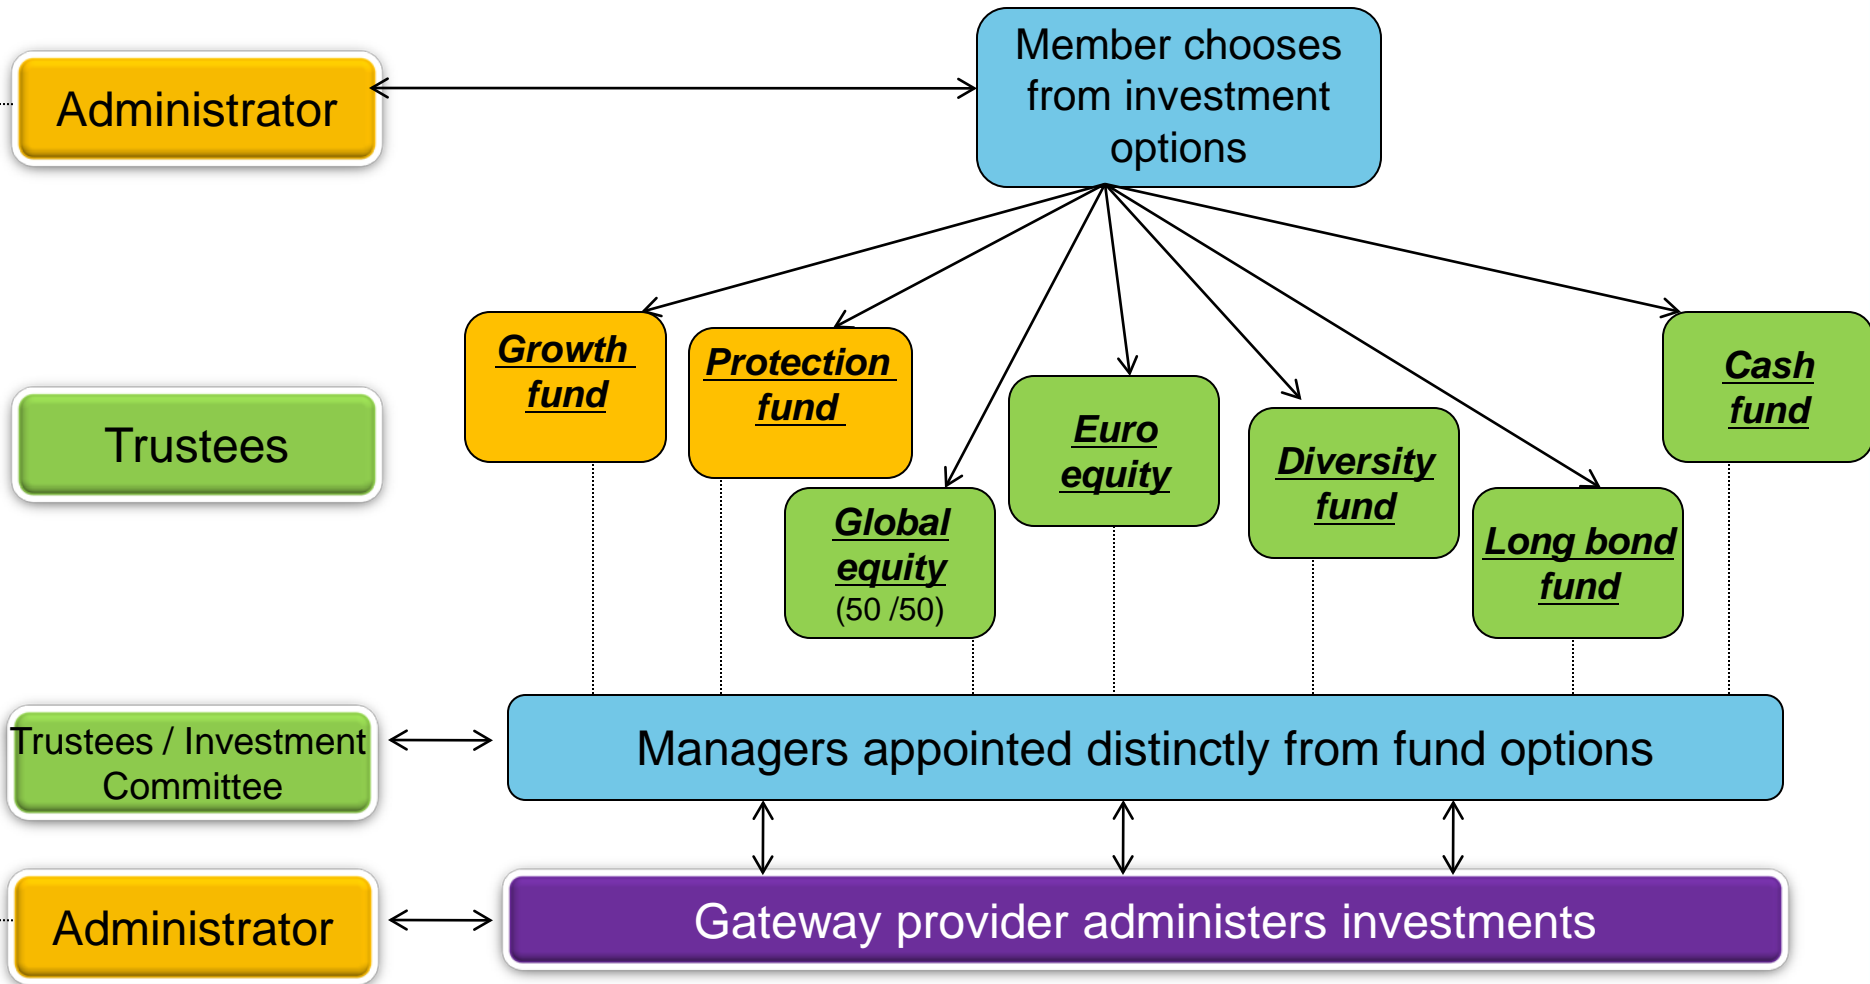 Administrator
Member chooses
from investment
options
Trustees
Growth
fund
Protection
fund
Global
equity
(50 /50)
Euro
equity
Diversity
fund
Long bond
fund
Cash
fund
Trustees / Investment
Committee
Managers appointed distinctly from fund options
Administrator
Gateway provider administers investments